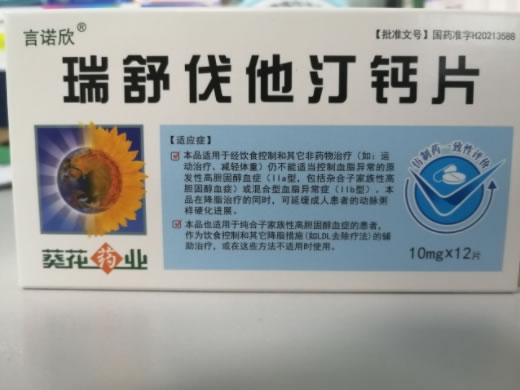 言诺欣®
【批准文号】国药准字H20213588
瑞舒伐他汀钙片
【适应症】
本品适用于经饮食控制和其它非药物治疗（如：运
动治疗、减轻体重）仍不能适当控制血脂异常的原
发性高胆固醇血症（IIa型，包括杂合子家族性高
胆固醇血症）或混合型血脂异常症（IIb型）。本
品在降脂治疗的同时，可延缓成人患者的动脉粥
样硬化进展。
本品也适用于纯合子家族性高胆固醇血症的患者，
作为饮食控制和其它降脂措施（如LDL去除疗法）的辅
助治疗，或在这些方法不适用时使用。
仿制药一致性评价
葵花药业
10mgX12片